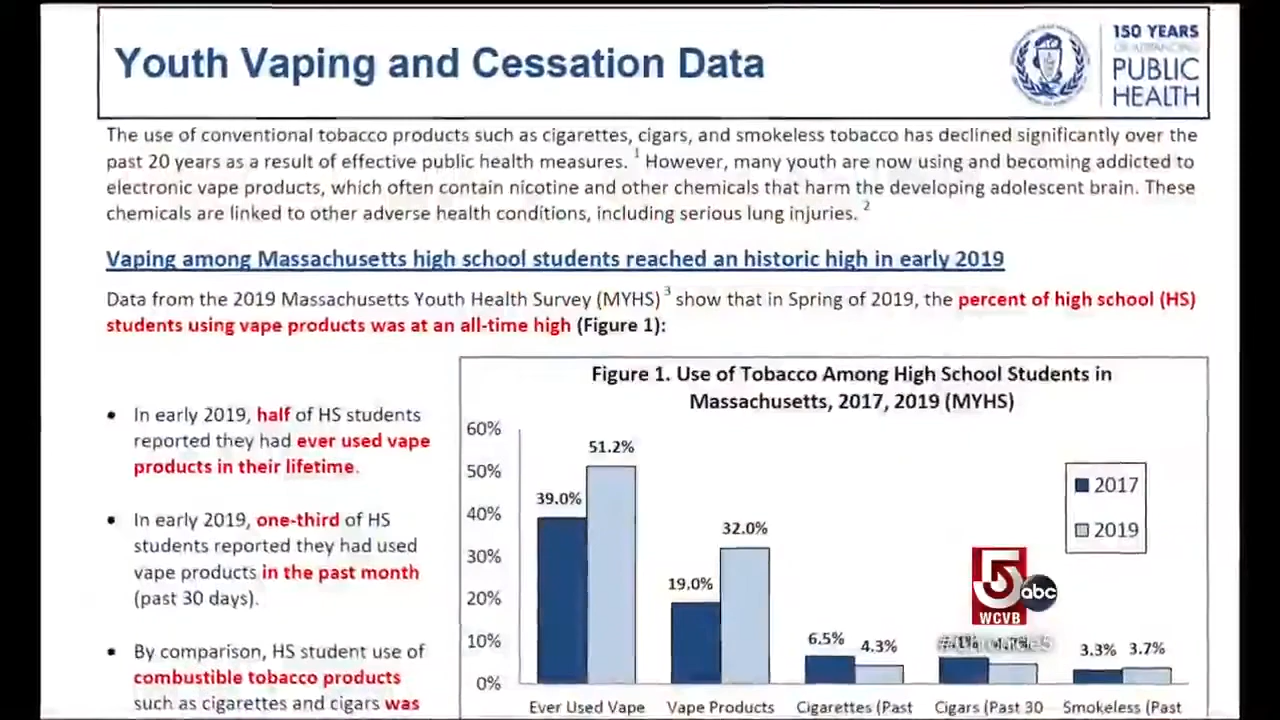 Youth Vaping and Cessation Data
150 YEARS
OF ADVANCING
PUBLIC
HEALTH
The use of conventional tobacco products such as cigarettes, cigars, and smokeless tobacco has declined significantly over the
past 20 years as a result of effective public health measures. 1 However, many youth are now using and becoming addicted to
electronic vape products, which often contain nicotine and other chemicals that harm the developing adolescent brain. These
chemicals are linked to other adverse health conditions, including serious lung injuries. 2
Vaping among Massachusetts high school students reached an historic high in early 2019
Data from the 2019 Massachusetts Youth Health Survey (MYHS) 3 show that in Spring of 2019, the percent of high school (HS)
students using vape products was at an all-time high (Figure 1):
• In early 2019, half of HS students
reported they had ever used vape
products in their lifetime.
• In early 2019, one-third of HS
students reported they had used
vape products in the past month
(past 30 days).
• By comparison, HS student use of
combustible tobacco products
such as cigarettes and cigars was
Figure 1. Use of Tobacco Among High School Students in
Massachusetts, 2017, 2019 (MYHS)
60%
50%
40%
30%
20%
10%
0%
39.0%
51.2%
19.0%
32.0%
6.5%
4.3%
3.3%
3.7%
2017
2019
Ever Used Vape
Vape Products
Cigarettes (Past
Cigars (Past 30
Smokeless (Past
5
abc
WCVB